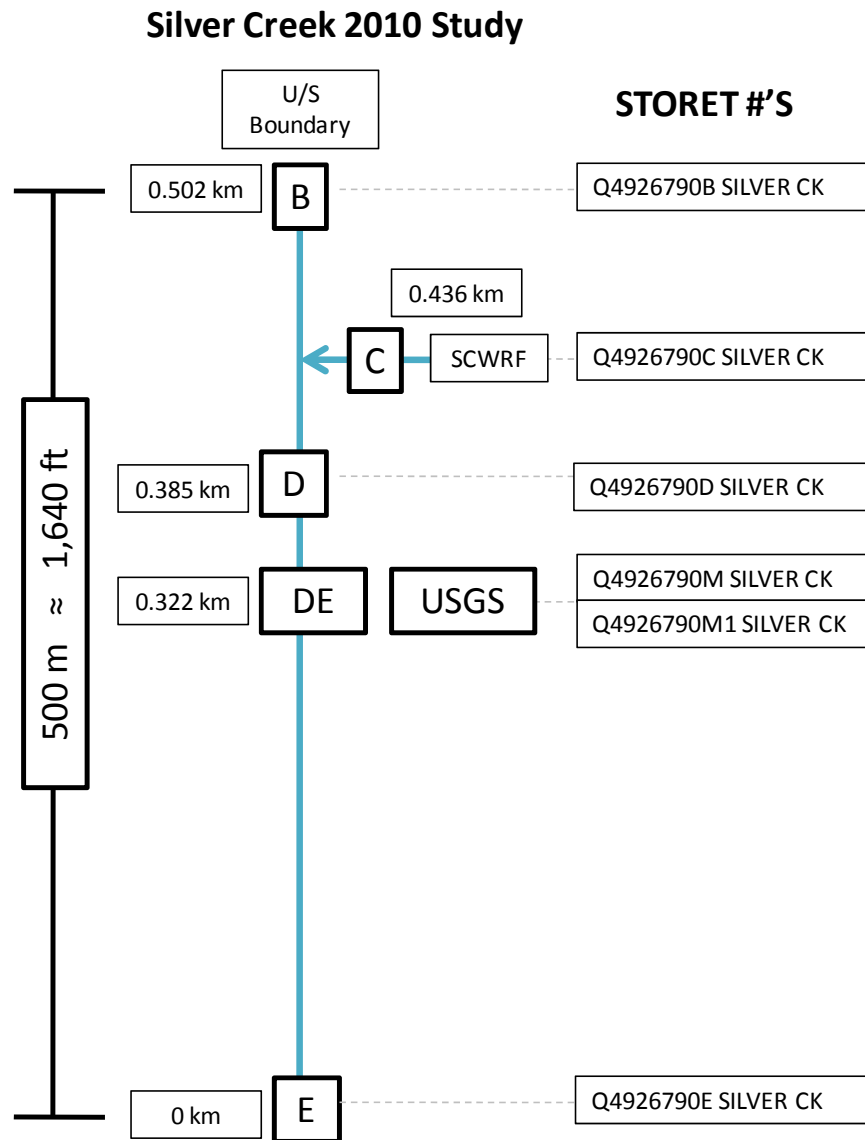 Silver Creek 2010 Study
U/S
Boundary
STORET #'S
0.502 km
B
Q4926790B SILVER CK
0.436 km
C
SCWRF
Q4926790C SILVER CK
D
0.385 km
Q4926790D SILVER CK
0.322 km
DE
USGS
Q4926790M SILVER CK
Q4926790M1 SILVER CK
500 m ≈ 1,640 ft
0 km
E
Q4926790E SILVER CK